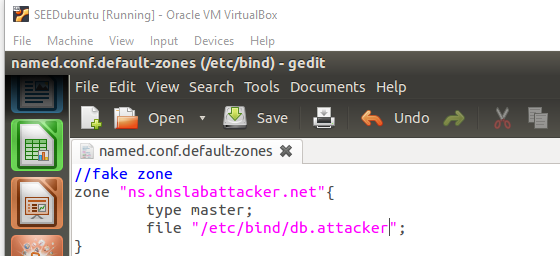 SEEDubuntu [Running] - Oracle VM VirtualBox
File Machine View Input Devices Help
named.conf.default-zones (/etc/bind) - gedit
File Edit View Search Tools Documents Help
Open Save Undo
named.conf.default-zones
//fake zone
zone "ns.dnslabattacker.net"{
type master;
file "/etc/bind/db.attacker";
}